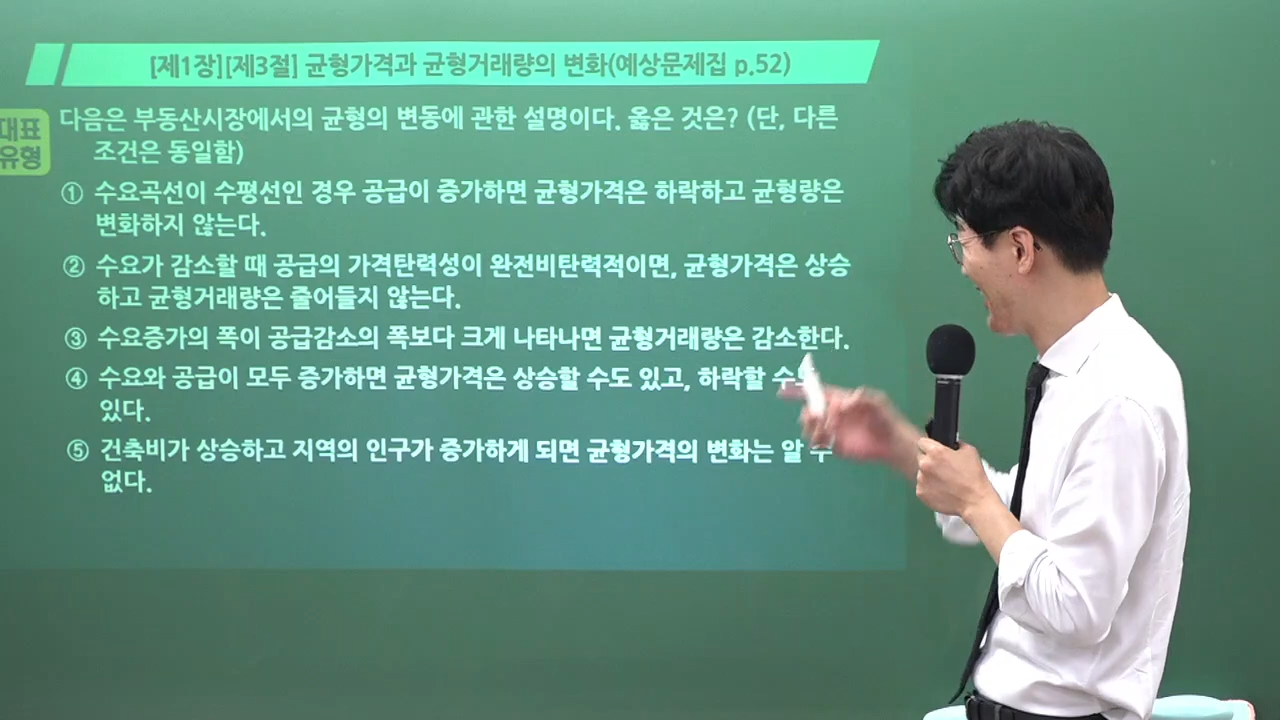 [제1장][제3절] 균형가격과 균형거래량의 변화(예상문제집 p.52)
대표
유형
다음은 부동산시장에서의 균형의 변동에 관한 설명이다. 옳은 것은? (단, 다른
조건은 동일함)
① 수요곡선이 수평선인 경우 공급이 증가하면 균형가격은 하락하고 균형량은
변화하지 않는다.
② 수요가 감소할 때 공급의 가격탄력성이 완전비탄력적이면, 균형가격은 상승
하고 균형거래량은 줄어들지 않는다.
③ 수요증가의 폭이 공급감소의 폭보다 크게 나타나면 균형거래량은 감소한다.
④ 수요와 공급이 모두 증가하면 균형가격은 상승할 수도 있고, 하락할 수도
있다.
⑤ 건축비가 상승하고 지역의 인구가 증가하게 되면 균형가격의 변화는 알 수
없다.